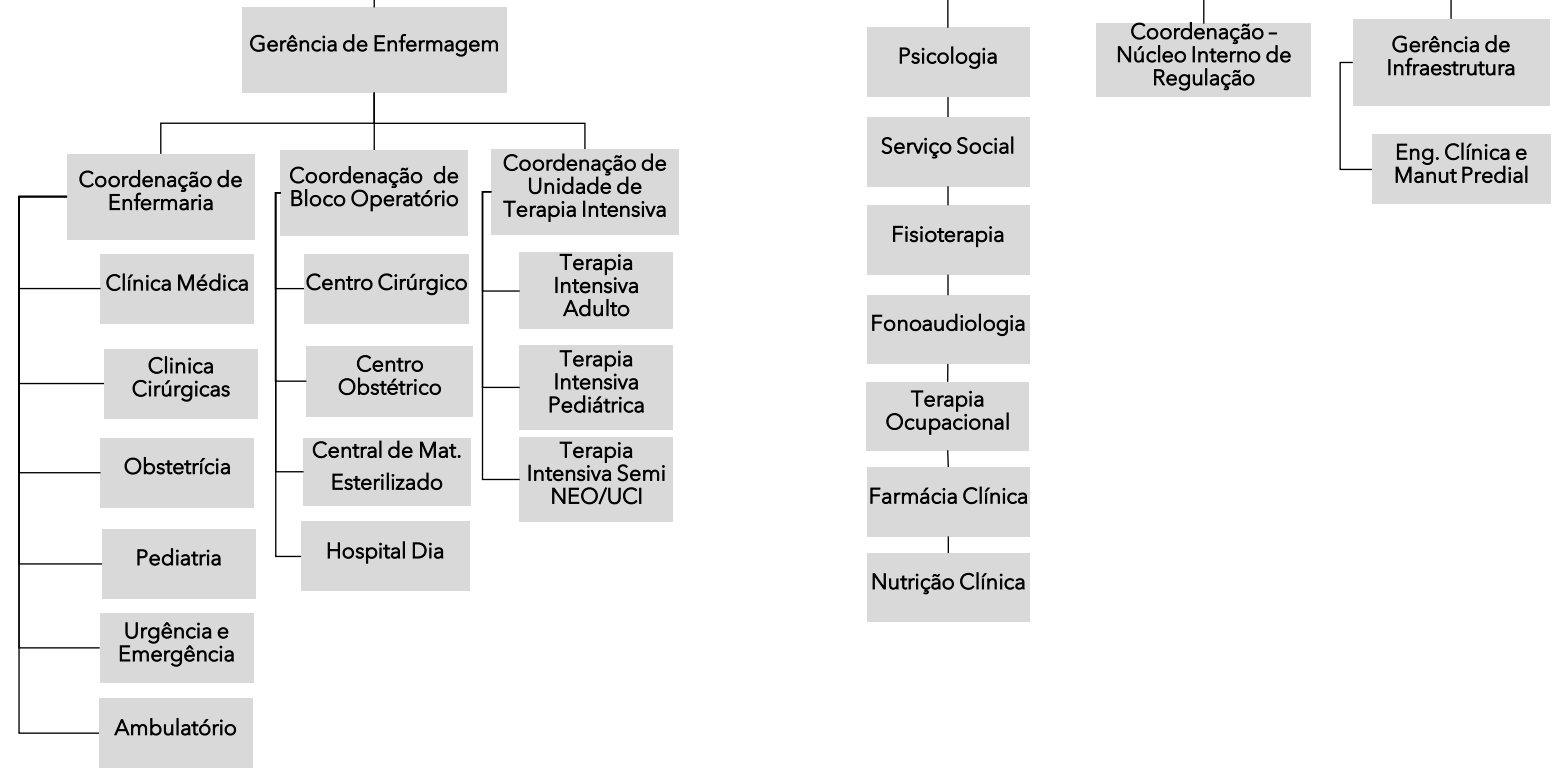 Gerência de Enfermagem
Coordenação de
Enfermaria
Clínica Médica
Clinica
Cirúrgicas
Obstetrícia
Pediatria
Urgência e
Emergência
Ambulatório
Coordenação de
Bloco Operatório
Centro Cirúrgico
Centro
Obstétrico
Central de Mat.
Esterilizado
Hospital Dia
Coordenação de
Unidade de
Terapia Intensiva
Terapia
Intensiva
Adulto
Terapia
Intensiva
Pediátrica
Terapia
Intensiva Semi
NEO/UCI
Psicologia
Serviço Social
Fisioterapia
Fonoaudiologia
Terapia
Ocupacional
Farmácia Clínica
Nutrição Clínica
Coordenação –
Núcleo Interno de
Regulação
Gerência de
Infraestrutura
Eng. Clínica e
Manut Predial